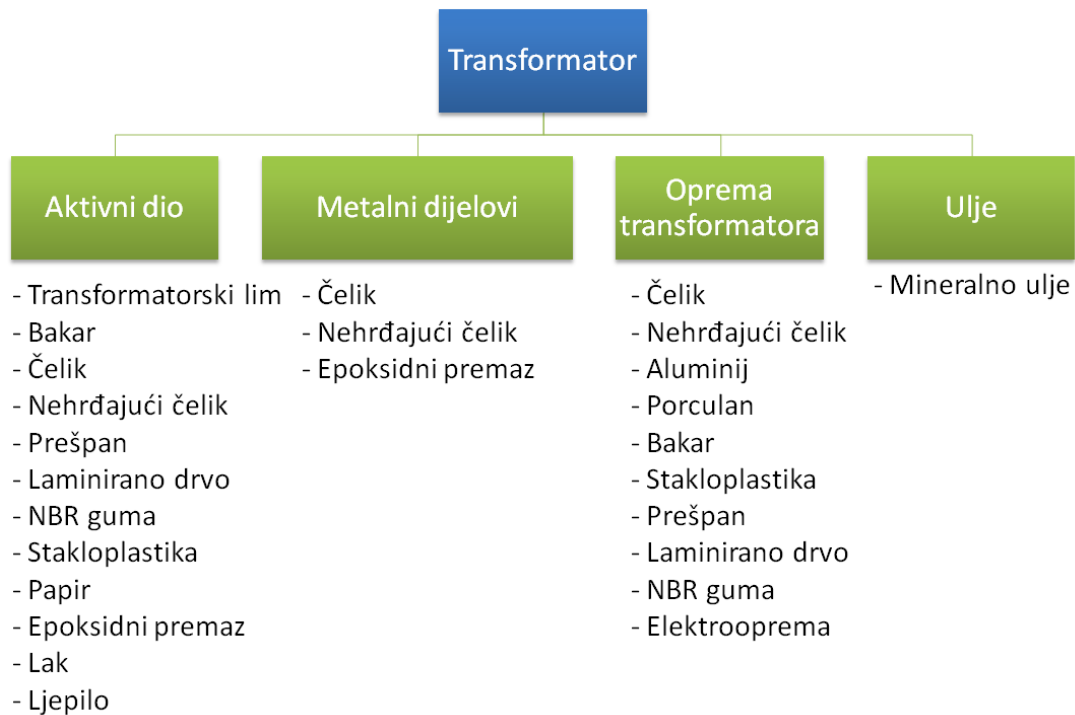 Transformator
Aktivni dio
Metalni dijelovi
Oprema
transformatora
Ulje
- Transformatorski lim
- Bakar
- Čelik
- Nehrđajući čelik
- Prešpan
- Laminirano drvo
- NBR guma
- Stakloplastika
- Papir
- Epoksidni premaz
- Lak
- Ljepilo
- Čelik
- Nehrđajući čelik
- Epoksidni premaz
- Čelik
- Nehrđajući čelik
- Aluminij
- Porculan
- Bakar
- Stakloplastika
- Prešpan
- Laminirano drvo
- NBR guma
- Elektrooprema
- Mineralno ulje